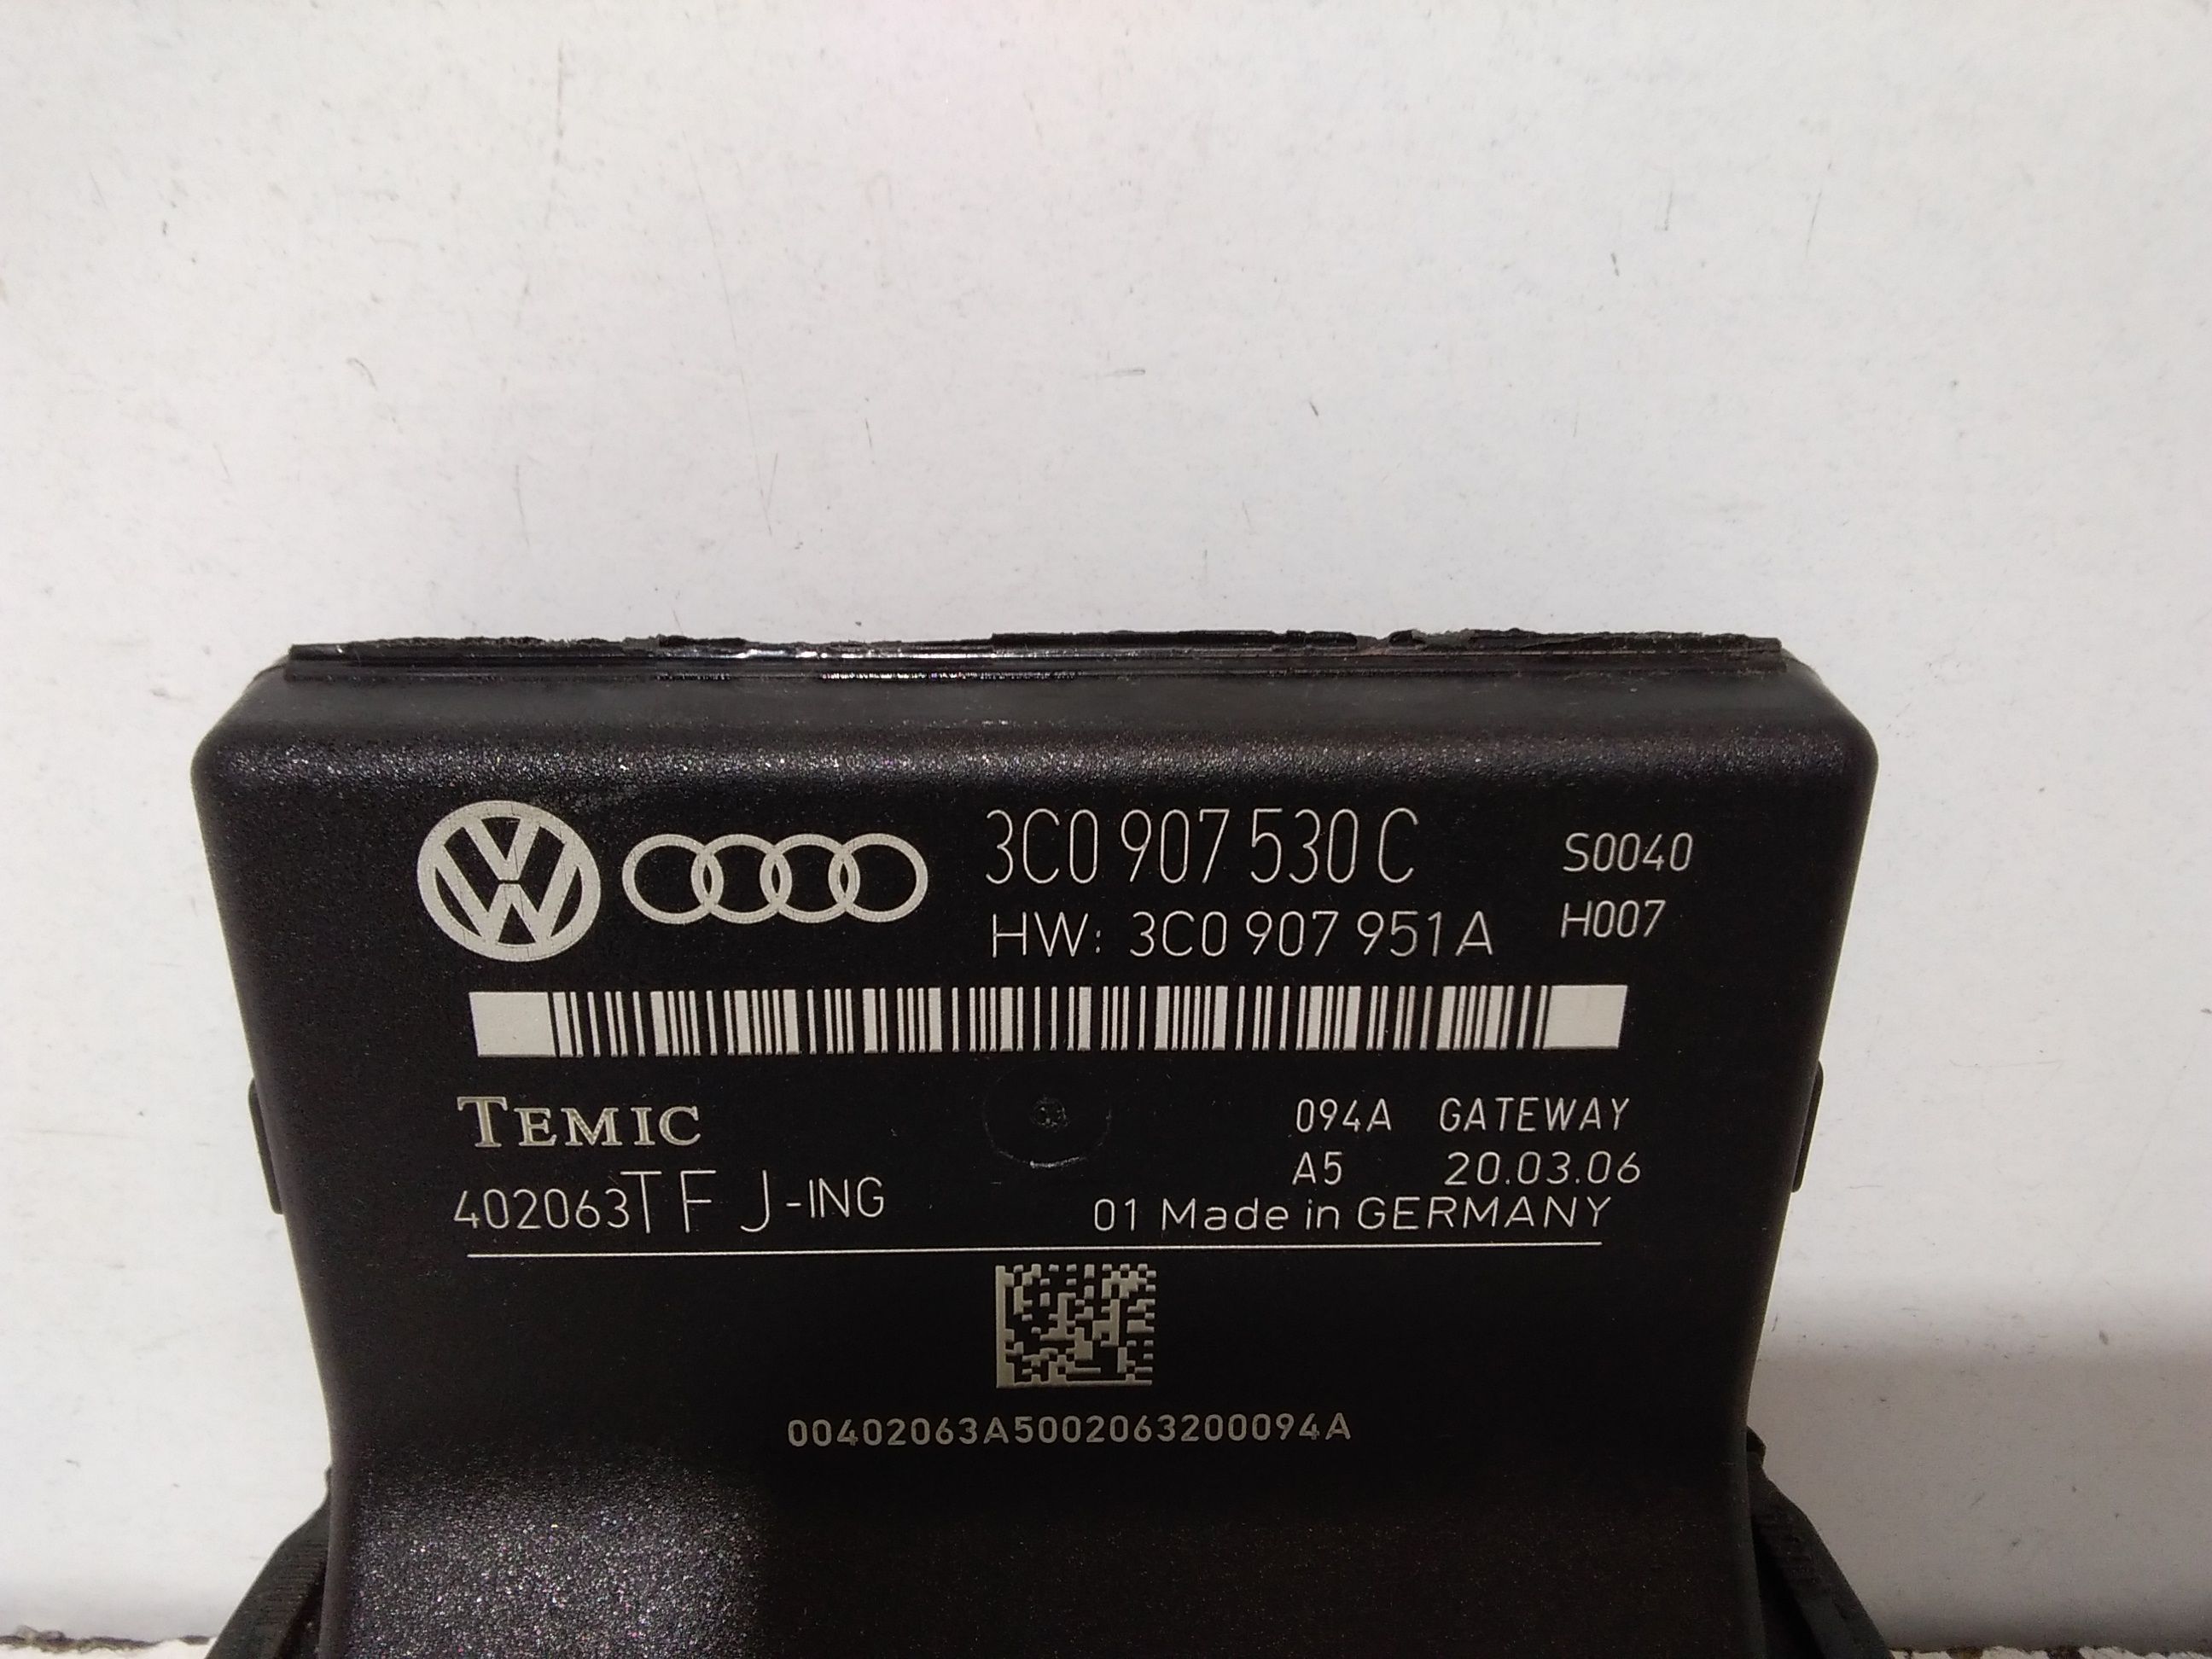 3C0 907 530 C S0040
HW: 3C0 907 951 A H007
TEMIC 094A GATEWAY
A5 20.03.06
402063TF J-ING 01 Made in GERMANY
00402063A5002063200094A